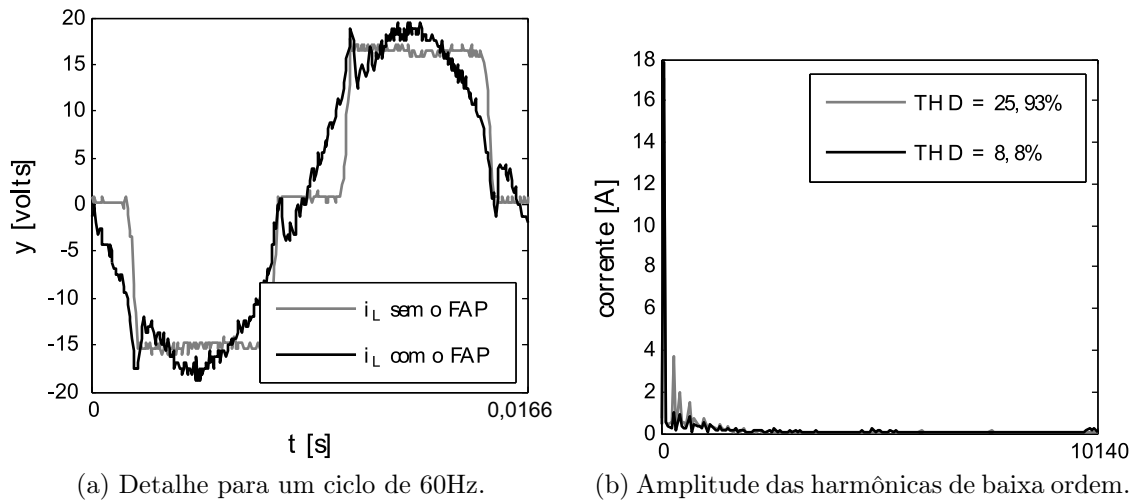 20
15
10
5
0
-5
-10
-15
-20
y [volts]
i_L sem o FAP
i_L com o FAP
0
0,0166
t [s]
(a) Detalhe para um ciclo de 60Hz.
18
16
14
12
10
8
6
4
2
0
corrente [A]
THD = 25,93%
THD = 8,8%
0
10140
(b) Amplitude das harmônicas de baixa ordem.